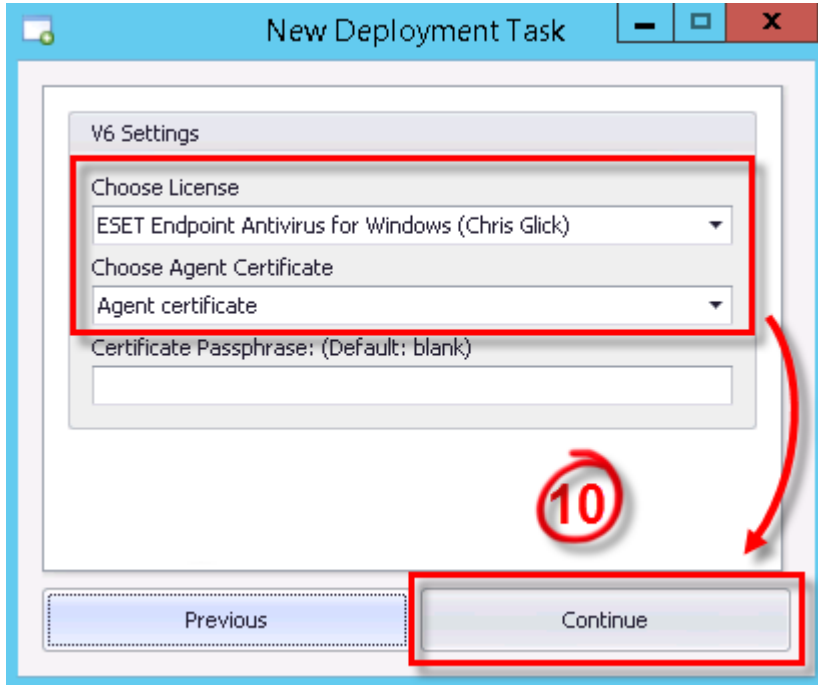 New Deployment Task
V6 Settings
Choose License
ESET Endpoint Antivirus for Windows (Chris Glick)
Choose Agent Certificate
Agent certificate
Certificate Passphrase: (Default: blank)
10
Previous
Continue